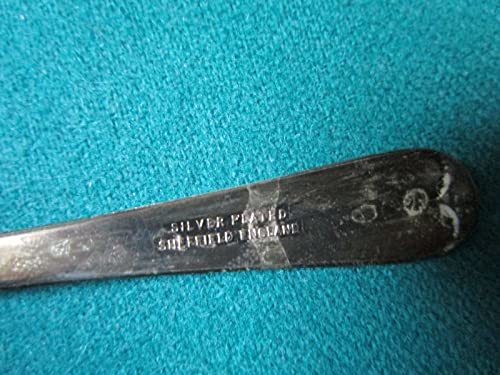 SILVER PLATED
SHEFFIELD ENGLAND